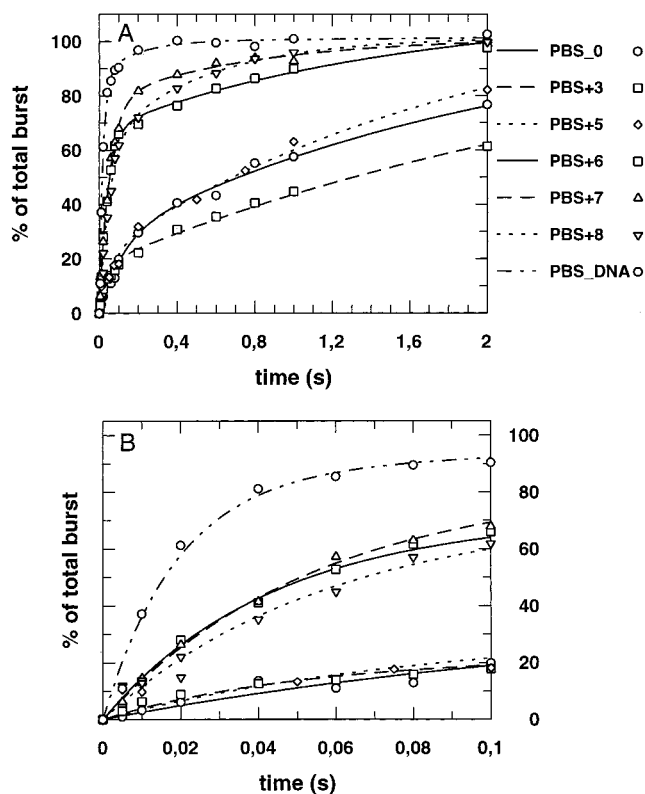 A
% of total burst
100
80
60
40
20
0
0 0,4 0,8 1,2 1,6 2
time (s)
PBS_0
PBS+3
PBS+5
PBS+6
PBS+7
PBS+8
PBS_DNA
B
% of total burst
100
80
60
40
20
0
0 0,02 0,04 0,06 0,08 0,1
time (s)